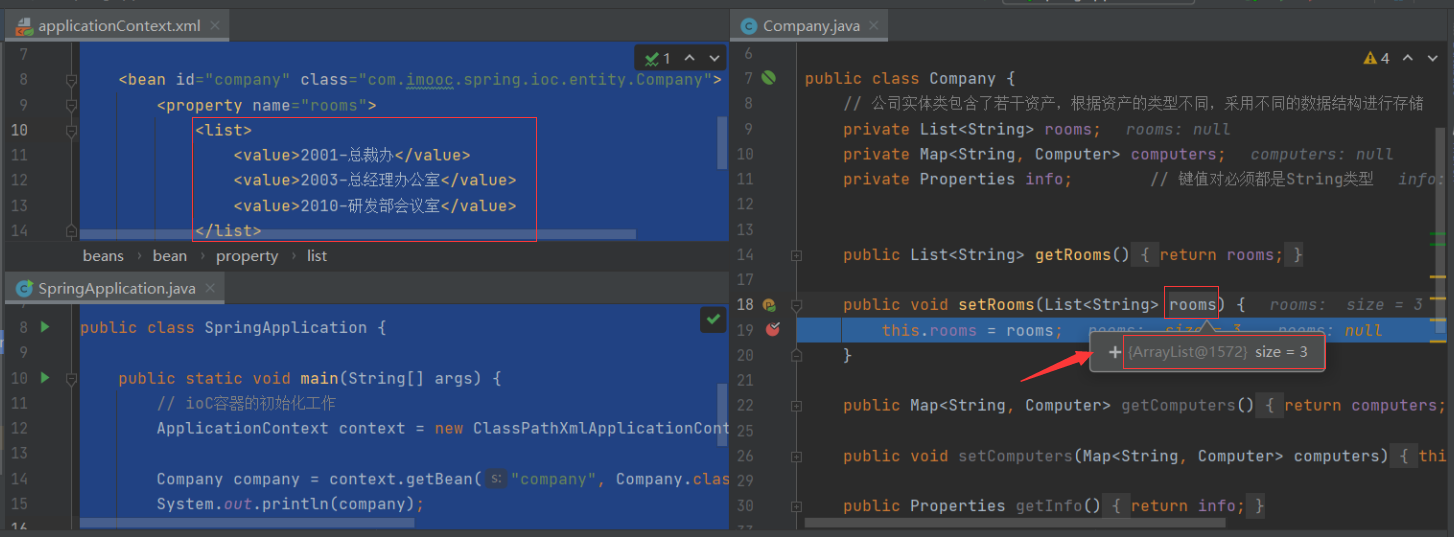 applicationContext.xml
1
7
8 <bean id="company" class="com.imooc.spring.ioc.entity.Company">
9 <property name="rooms">
10 <list>
11 <value>2001-总裁办</value>
12 <value>2003-总经理办公室</value>
13 <value>2010-研发部会议室</value>
14 </list>
beans › bean › property › list
SpringApplication.java
8 public class SpringApplication {
9
10 public static void main(String[] args) {
11 // ioC容器的初始化工作
12 ApplicationContext context = new ClassPathXmlApplicationCont
13
14 Company company = context.getBean( s: "company", Company.clas
15 System.out.println(company);
16
Company.java
4
6
7 public class Company {
8 // 公司实体类包含了若干资产，根据资产的类型不同，采用不同的数据结构进行存储
9 private List<String> rooms; rooms: null
10 private Map<String, Computer> computers; computers: null
11 private Properties info; // 键值对必须都是String类型 info:
12
13
14 public List<String> getRooms() { return rooms; }
17
18 public void setRooms(List<String> rooms) { rooms: size = 3
19 this.rooms = rooms; rooms: size = 3 rooms: null
{ArrayList@1572} size = 3
20 }
21
22 public Map<String, Computer> getComputers() { return computers;
25
26 public void setComputers(Map<String, Computer> computers) { thi
29
30 public Properties getInfo() { return info; }